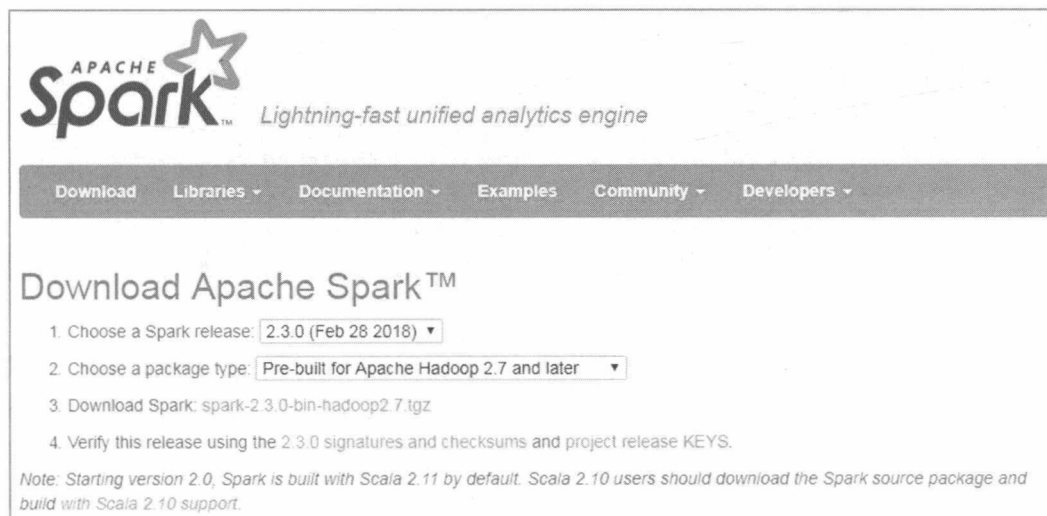 APACHE
Spark™
Lightning-fast unified analytics engine
Download Libraries Documentation Examples Community Developers
Download Apache Spark™
1. Choose a Spark release: 2.3.0 (Feb 28 2018)
2. Choose a package type: Pre-built for Apache Hadoop 2.7 and later
3. Download Spark: spark-2.3.0-bin-hadoop2.7.tgz
4. Verify this release using the 2.3.0 signatures and checksums and project release KEYS.
Note: Starting version 2.0, Spark is built with Scala 2.11 by default. Scala 2.10 users should download the Spark source package and
build with Scala 2.10 support.